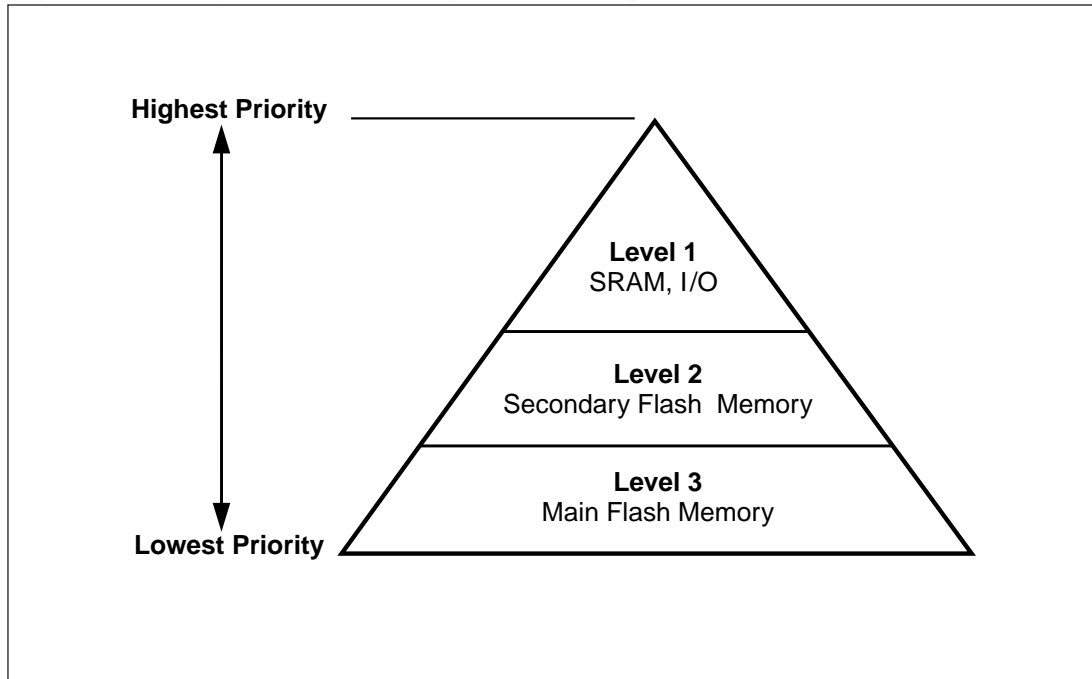 Highest Priority
Level 1
SRAM, I/O
Level 2
Secondary Flash Memory
Level 3
Main Flash Memory
Lowest Priority